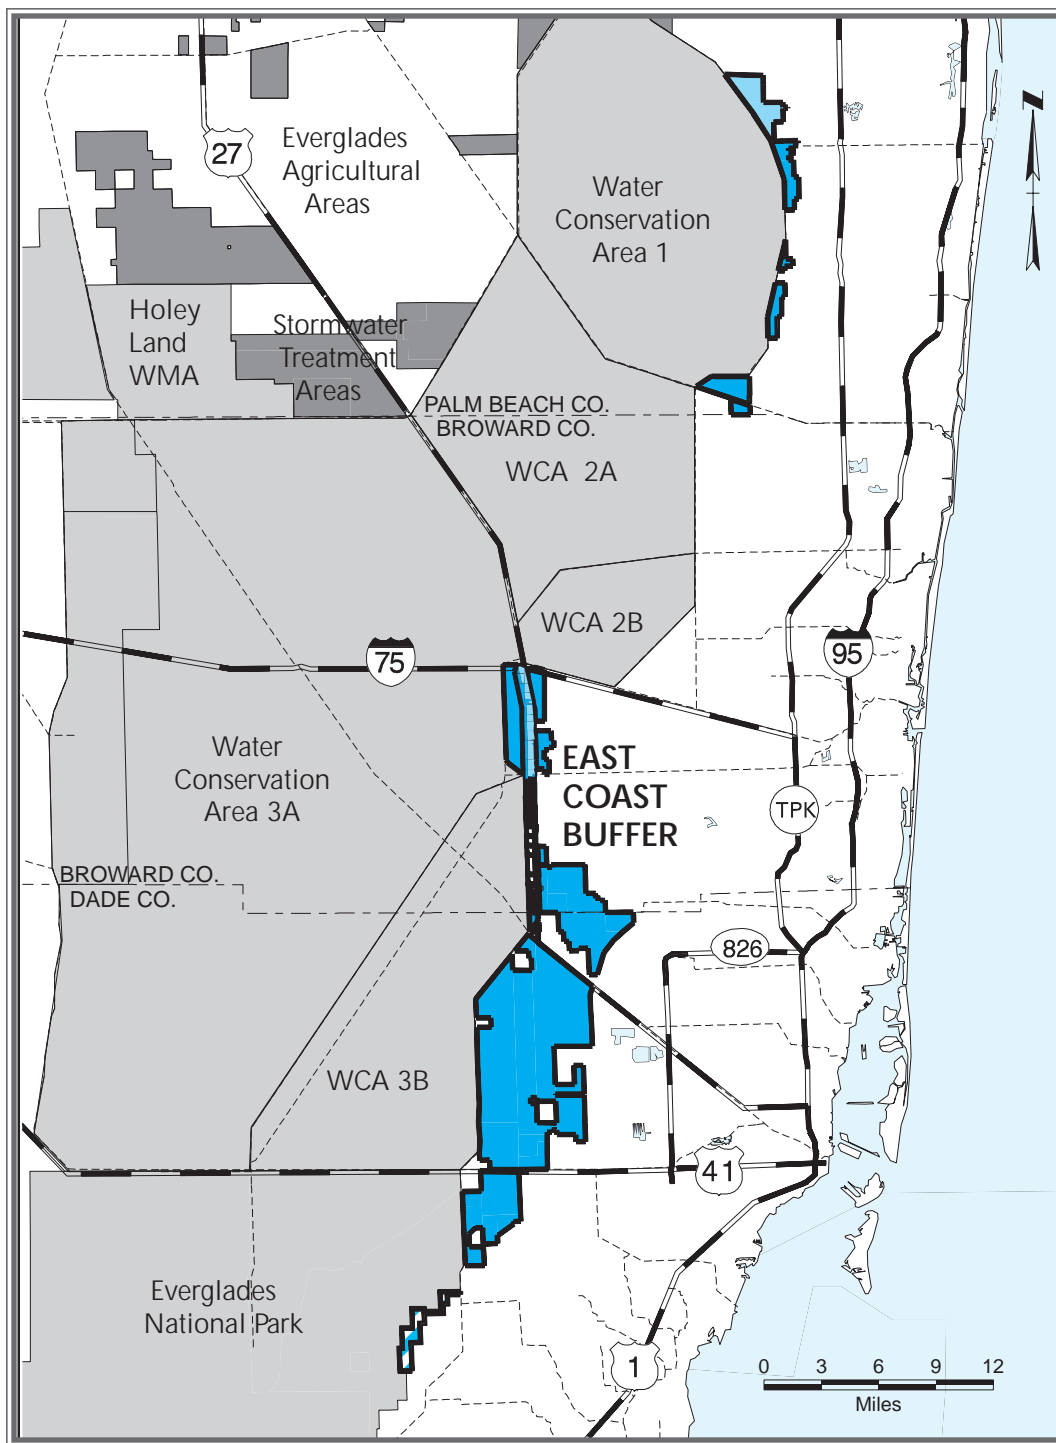 27
Everglades
Agricultural
Areas
Water
Conservation
Area 1
N
Holey
Land
WMA
Stormwater
Treatment
Areas
PALM BEACH CO.
BROWARD CO.
WCA 2A
WCA 2B
75
95
Water
Conservation
Area 3A
EAST
COAST
BUFFER
TPK
BROWARD CO.
DADE CO.
826
WCA 3B
41
Everglades
National Park
1
0 3 6 9 12
Miles